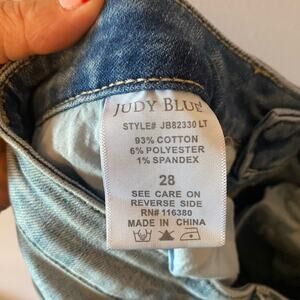 JUDY BLUE
STYLE# JB82330 LT
93% COTTON
6% POLYESTER
1% SPANDEX
28
SEE CARE ON
REVERSE SIDE
RN# 116380
MADE IN CHINA